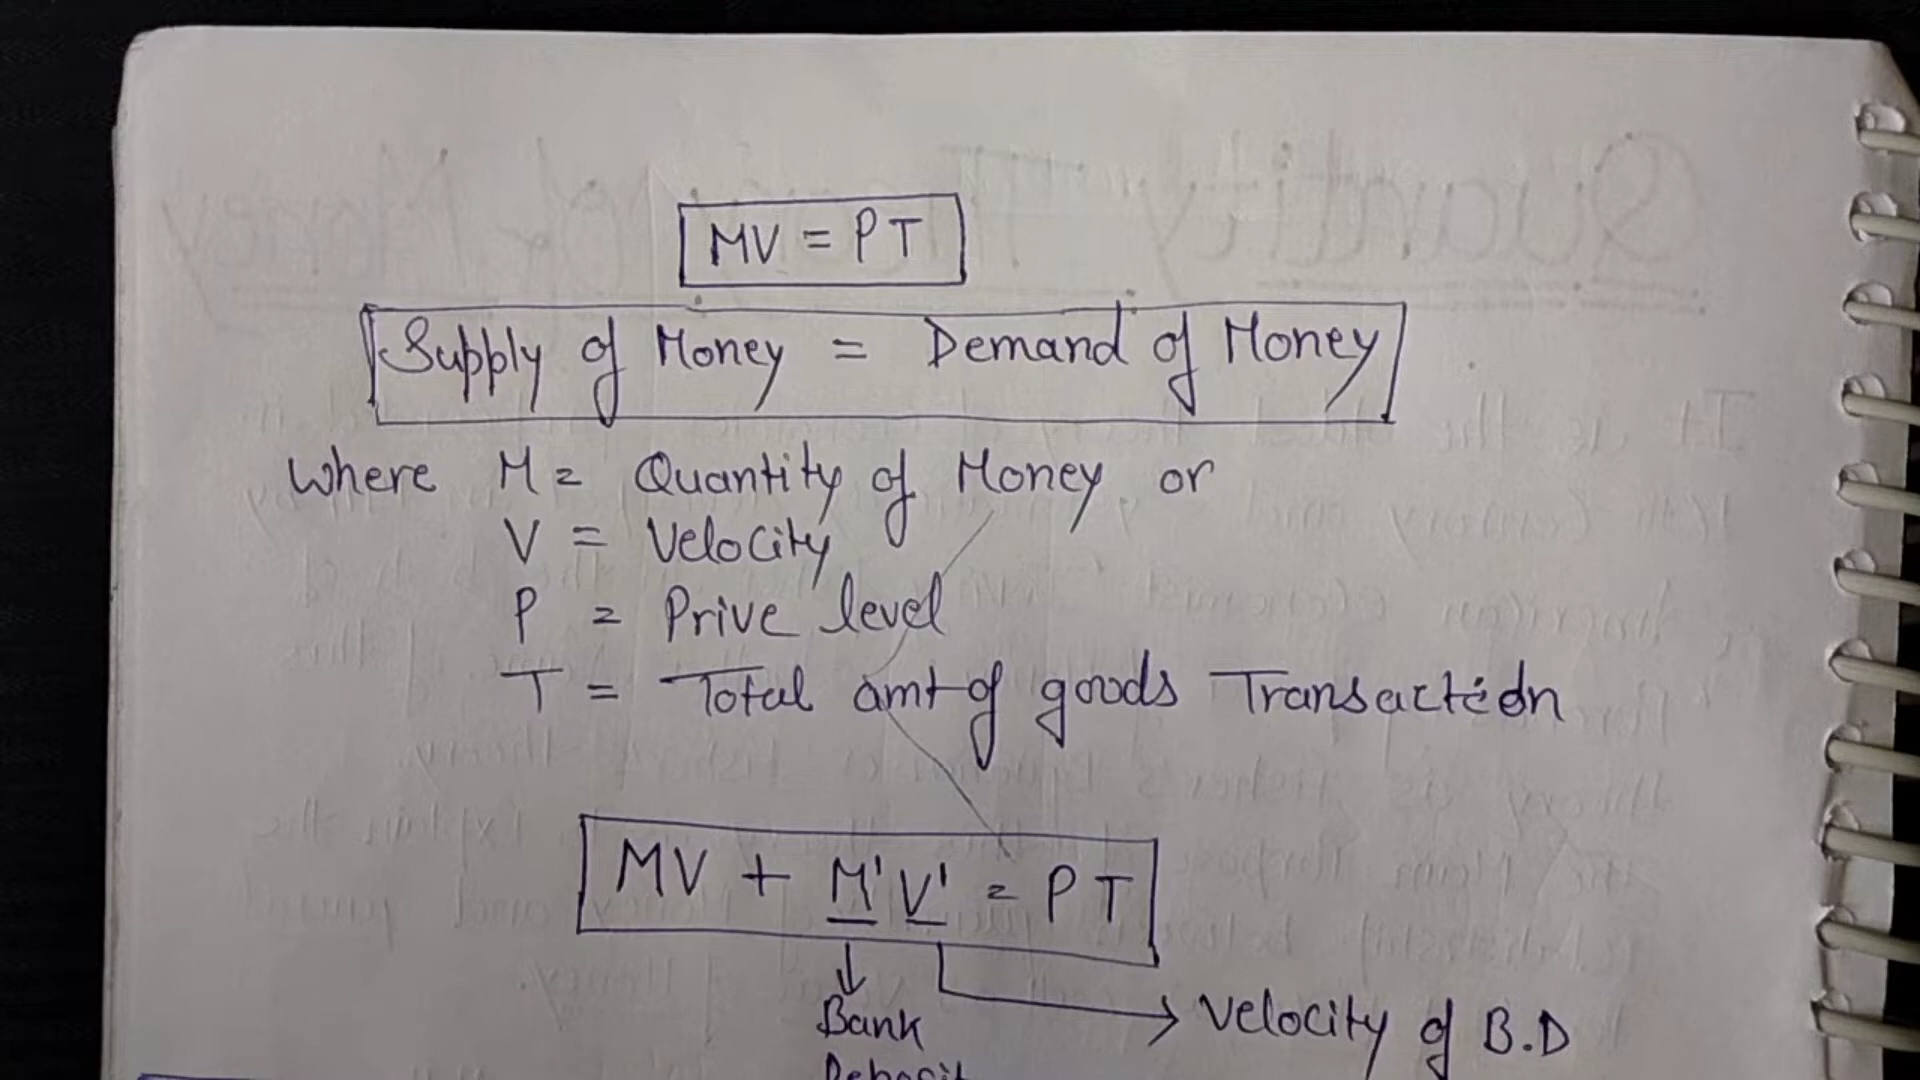 MV = PT
Supply of Money = Demand of Money
where M = Quantity of Money or
V = Velocity
P = Prive level
T = Total amt of goods Transaction
MV + M'V' = PT
Bank
Deposit
Velocity of B.D